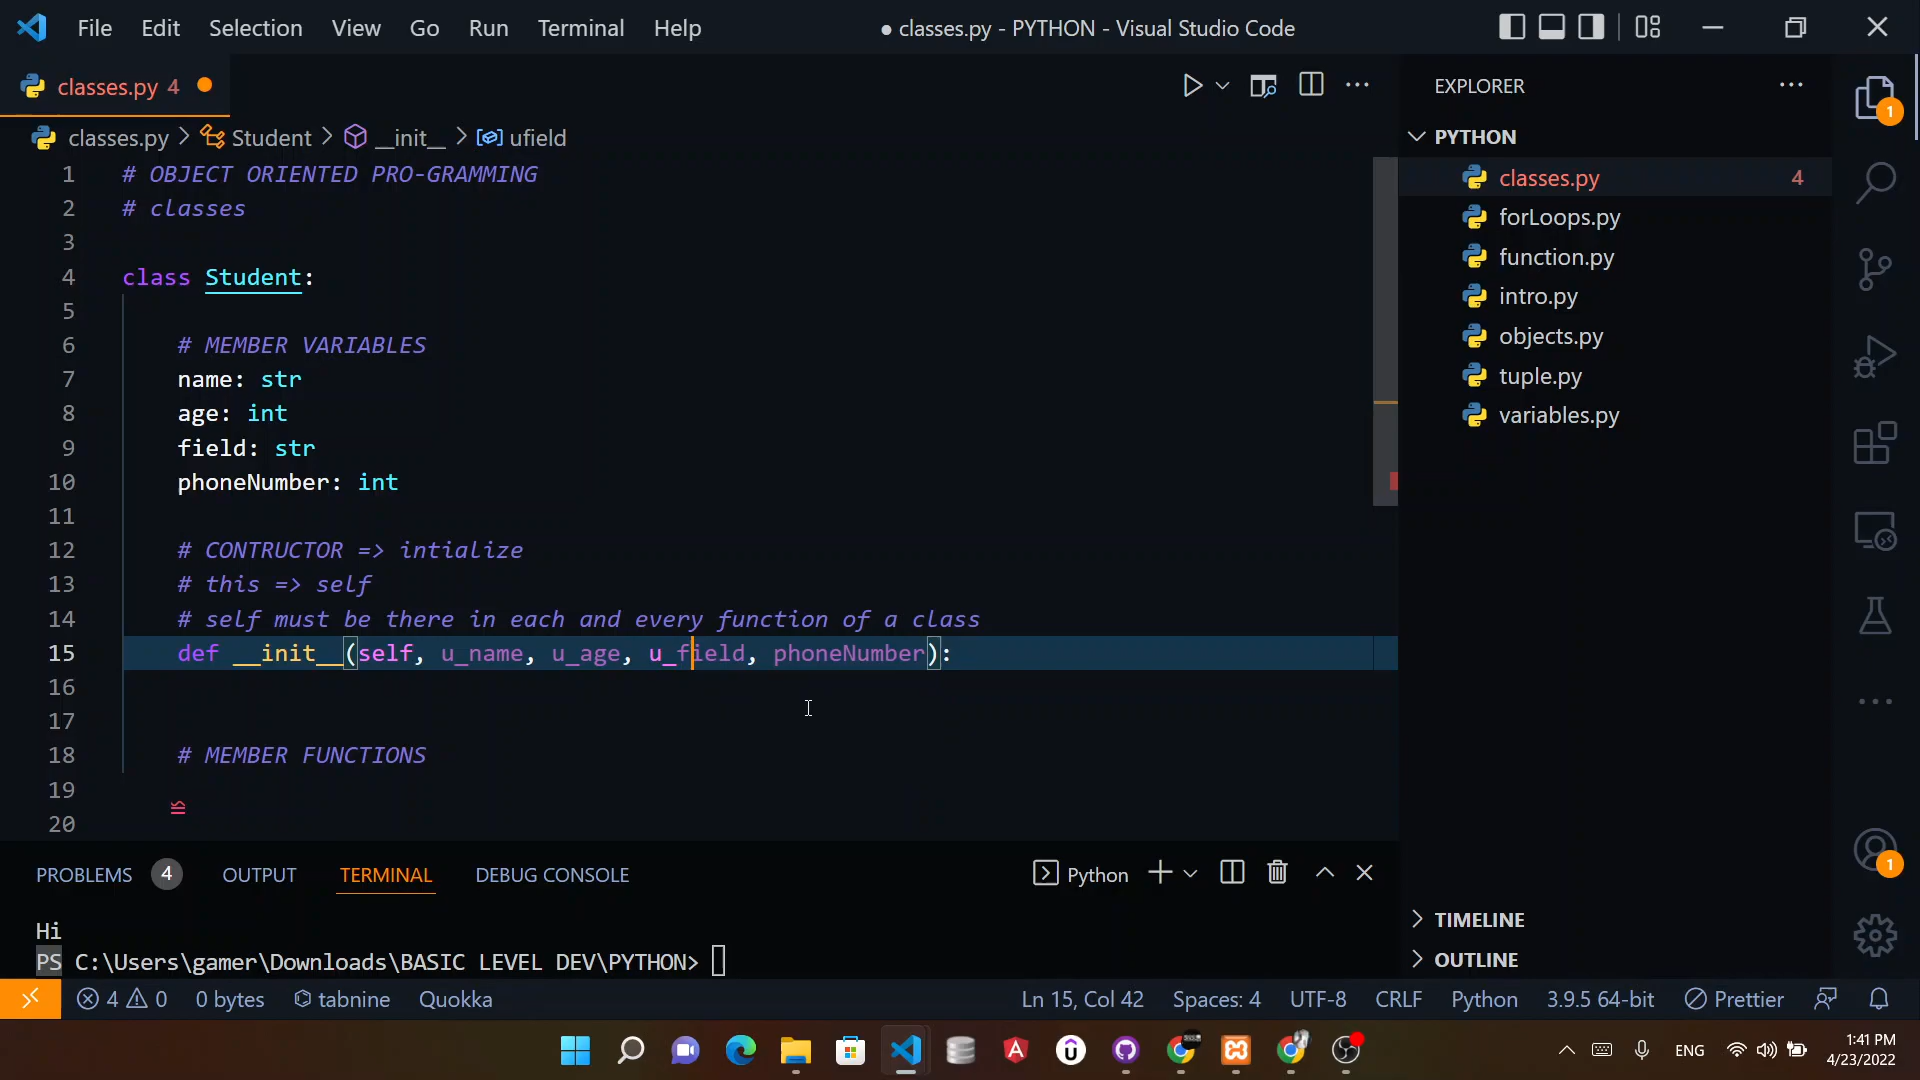 File Edit Selection View Go Run Terminal Help
● classes.py - PYTHON - Visual Studio Code
classes.py 4
classes.py > Student > __init__ > ufield
1 # OBJECT ORIENTED PRO-GRAMMING
2 # classes
3
4 class Student:
5
6 # MEMBER VARIABLES
7 name: str
8 age: int
9 field: str
10 phoneNumber: int
11
12 # CONTRUCTOR => intialize
13 # this => self
14 # self must be there in each and every function of a class
15 def __init__(self, u_name, u_age, u_field, phoneNumber):
16
17
18 # MEMBER FUNCTIONS
19
20
EXPLORER
PYTHON
classes.py 4
forLoops.py
function.py
intro.py
objects.py
tuple.py
variables.py
TIMELINE
OUTLINE
1
1
PROBLEMS 4 OUTPUT TERMINAL DEBUG CONSOLE
Python
Hi
PS C:\Users\gamer\Downloads\BASIC LEVEL DEV\PYTHON>
4 0 0 bytes tabnine Quokka
Ln 15, Col 42 Spaces: 4 UTF-8 CRLF Python 3.9.5 64-bit Prettier
ENG
1:41 PM
4/23/2022